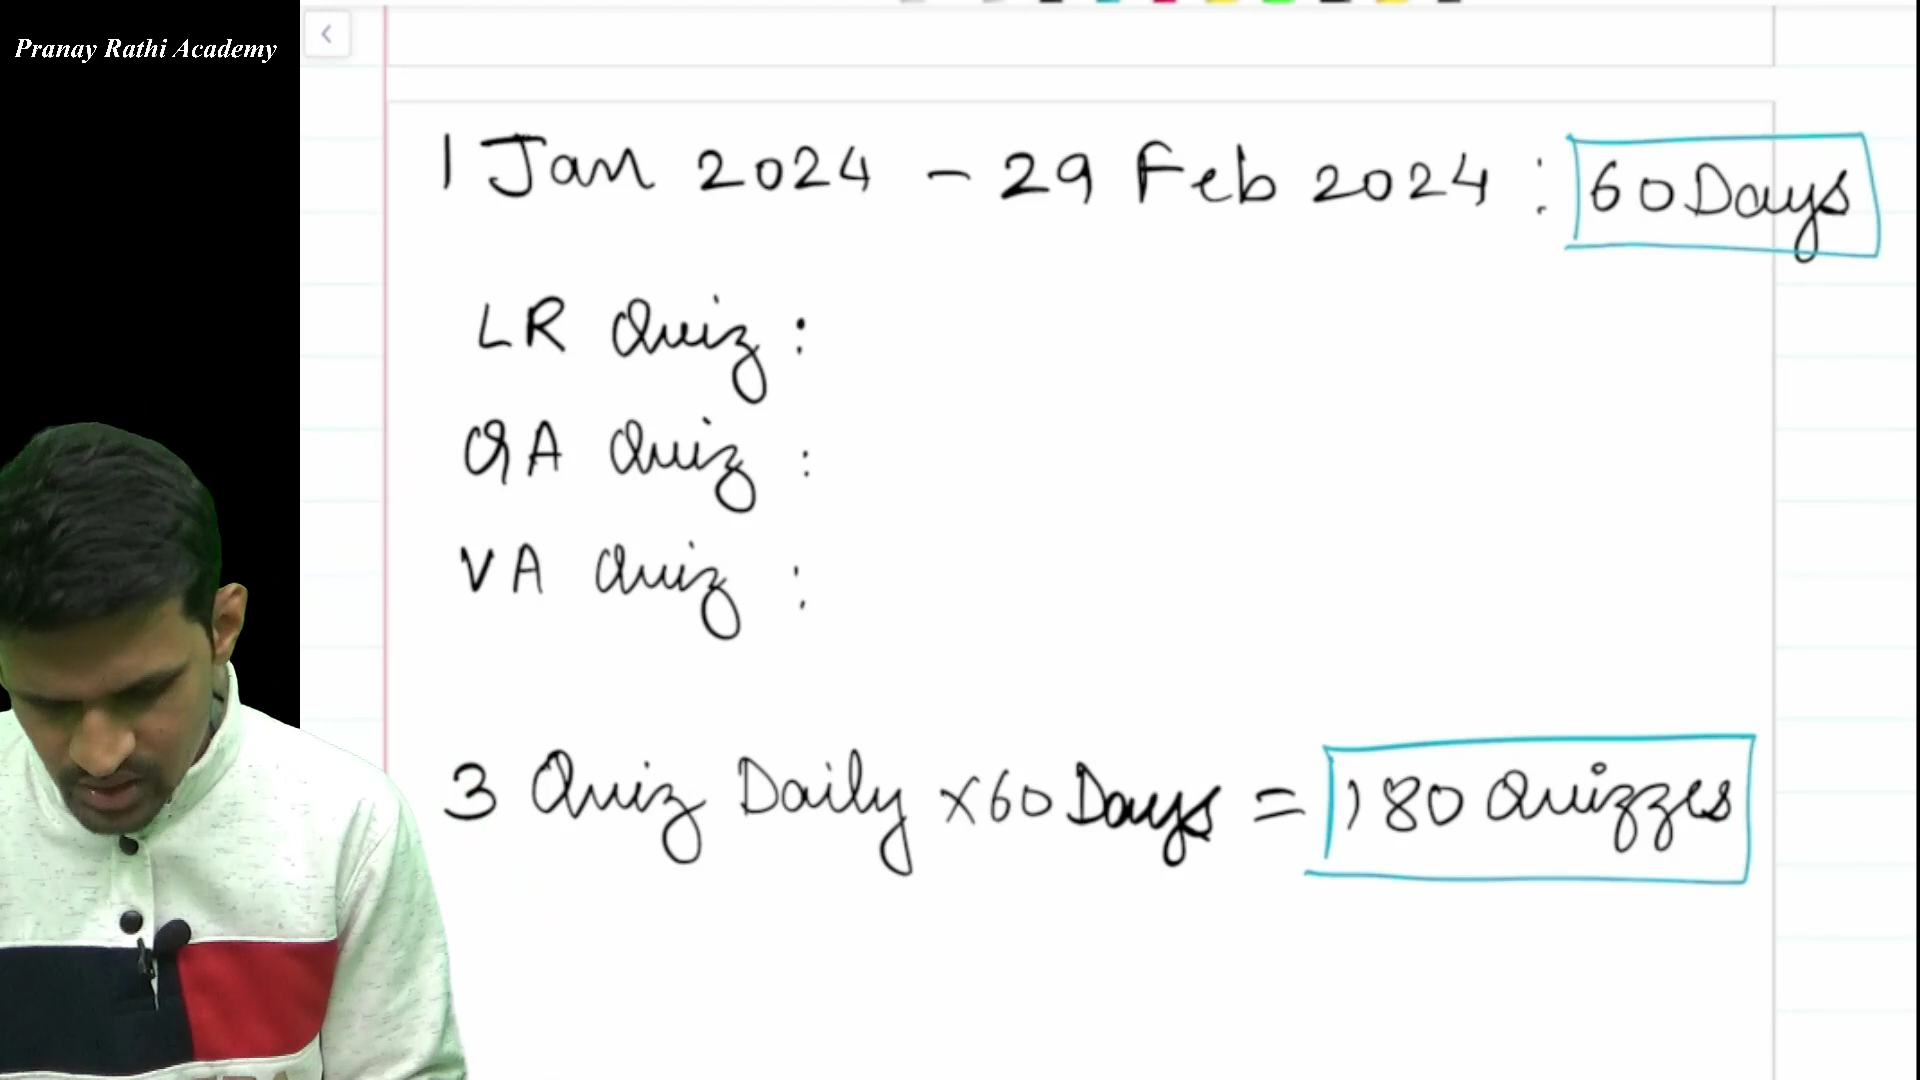 Pranay Rathi Academy
1 Jan 2024 - 29 Feb 2024 : 60 Days
LR Quiz :
QA Quiz :
VA Quiz :
3 Quiz Daily x 60 Days = 180 Quizzes